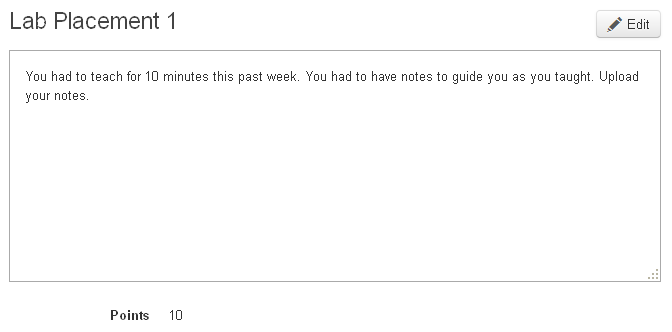 Lab Placement 1
Edit
You had to teach for 10 minutes this past week. You had to have notes to guide you as you taught. Upload
your notes.
Points 10